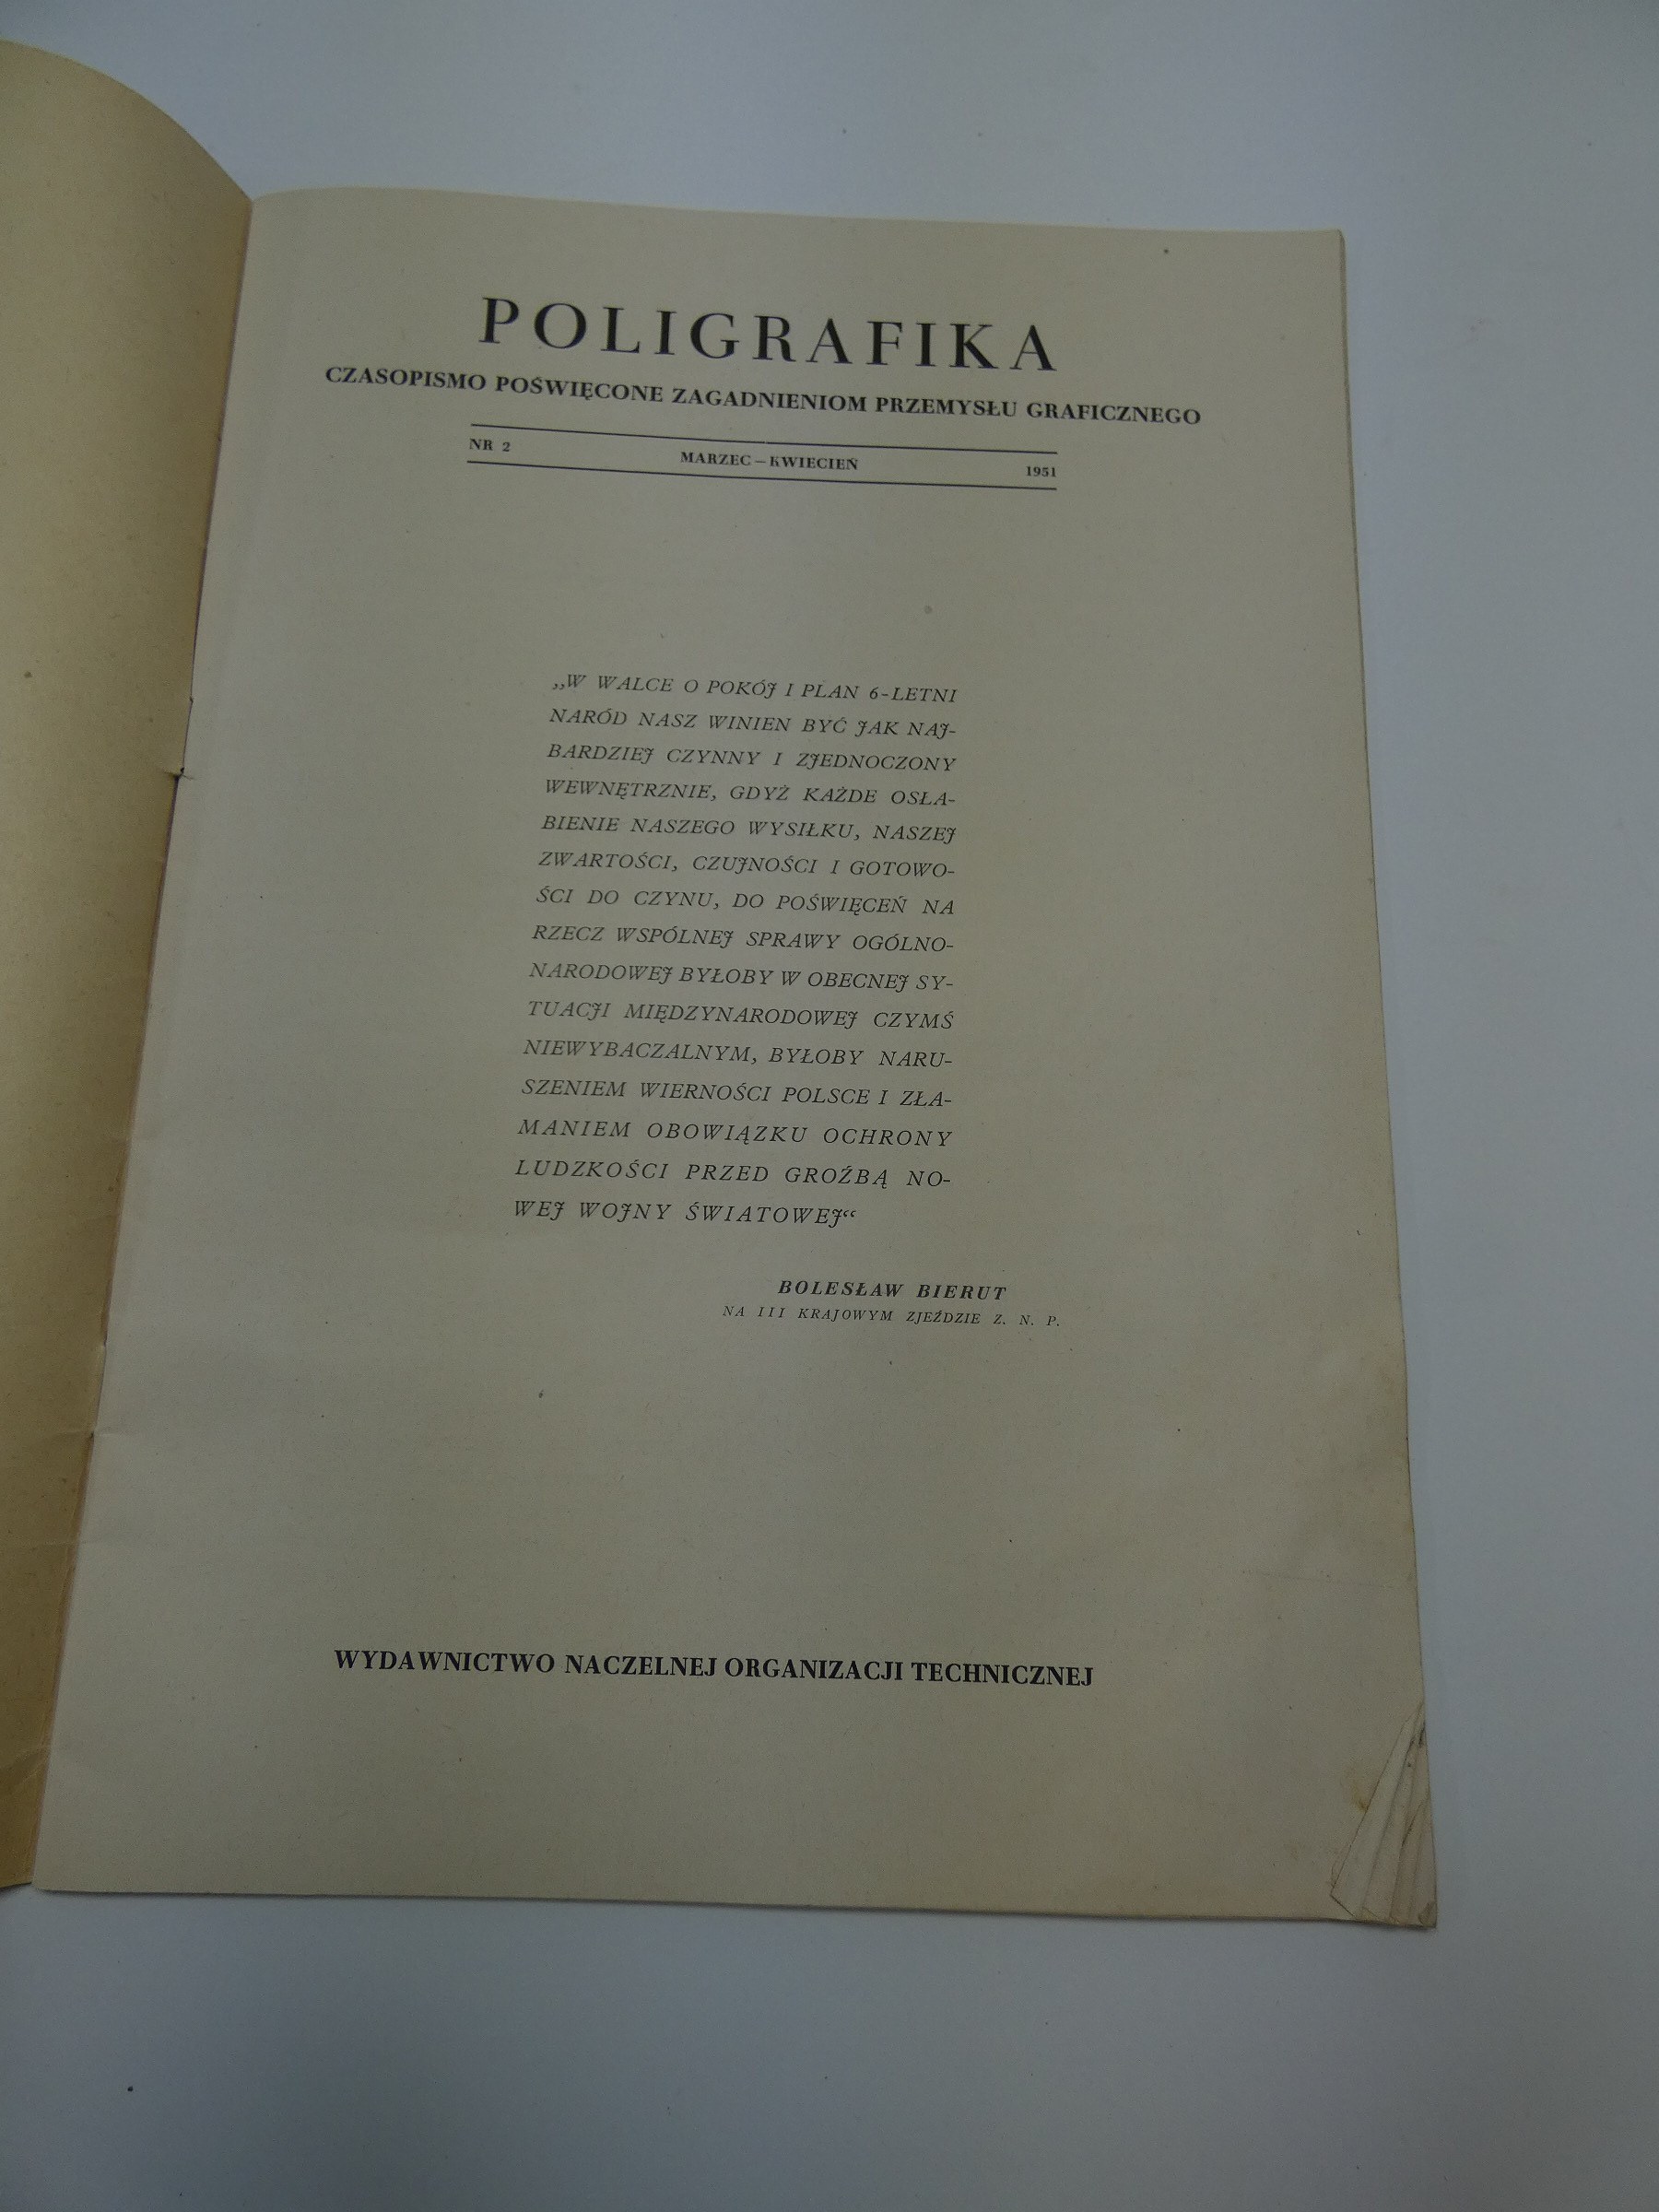 POLIGRAFIKA
CZASOPISMO POŚWIĘCONE ZAGADNIENIOM PRZEMYSŁU GRAFICZNEGO
NR 2 MARZEC – KWIECIEŃ 1951
„W WALCE O POKÓJ I PLAN 6-LETNI
NARÓD NASZ WINIEN BYĆ JAK NAJ-
BARDZIEJ CZYNNY I ZJEDNOCZONY
WEWNĘTRZNIE, GDYŻ KAŻDE OSŁA-
BIENIE NASZEGO WYSIŁKU, NASZEJ
ZWARTOŚCI, CZUJNOŚCI I GOTOWO-
ŚCI DO CZYNU, DO POŚWIĘCEŃ NA
RZECZ WSPÓLNEJ SPRAWY OGÓLNO-
NARODOWEJ BYŁOBY W OBECNEJ SY-
TUACJI MIĘDZYNARODOWEJ CZYMŚ
NIEWYBACZALNYM, BYŁOBY NARU-
SZENIEM WIERNOŚCI POLSCE I ZŁA-
MANIEM OBOWIĄZKU OCHRONY
LUDZKOŚCI PRZED GROŹBĄ NO-
WEJ WOJNY ŚWIATOWEJ“
BOLESŁAW BIERUT
NA III KRAJOWYM ZJEŹDZIE Z. N. P.
WYDAWNICTWO NACZELNEJ ORGANIZACJI TECHNICZNEJ